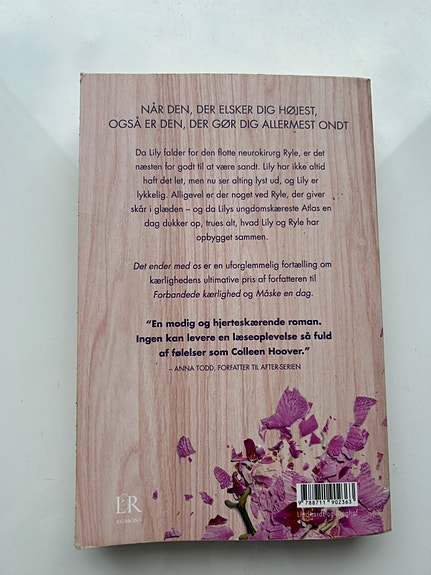 NÅR DEN, DER ELSKER DIG HØJEST,
OGSÅ ER DEN, DER GØR DIG ALLERMEST ONDT
Da Lily falder for den flotte neurokirurg Ryle, er det
næsten for godt til at være sandt. Lily har ikke altid
haft det let, men nu ser alting lyst ud, og Lily er
lykkelig. Alligevel er der noget ved Ryle, der giver
skår i glæden – og da Lilys ungdomskæreste Atlas en
dag dukker op, trues alt, hvad Lily og Ryle har
opbygget sammen.
Det ender med os er en uforglemmelig fortælling om
kærlighedens ultimative pris af forfatteren til
Forbandede kærlighed og Måske en dag.
“En modig og hjerteskærende roman.
Ingen kan levere en læseoplevelse så fuld
af følelser som Colleen Hoover.”
– ANNA TODD, FORFATTER TIL AFTER-SERIEN
9 788711 902363
LR
EGMONT
Lindhardt og Ringhof